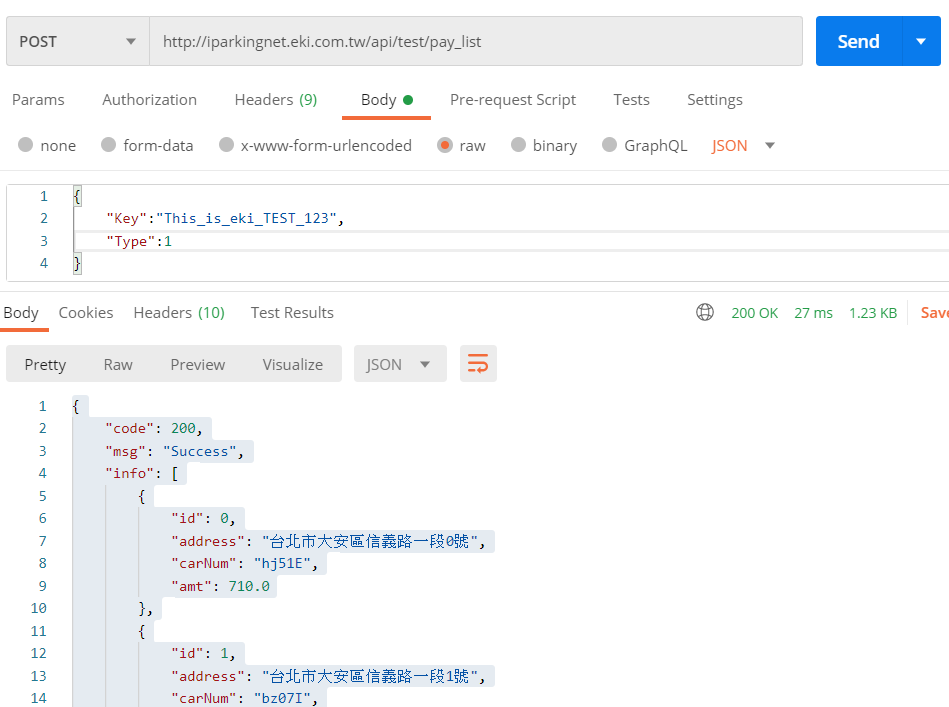 POST http://iparkingnet.eki.com.tw/api/test/pay_list Send
Params Authorization Headers (9) Body Pre-request Script Tests Settings
none form-data x-www-form-urlencoded raw binary GraphQL JSON
1 {
2 "Key":"This_is_eki_TEST_123",
3 "Type":1
4 }
Body Cookies Headers (10) Test Results 200 OK 27 ms 1.23 KB Save
Pretty Raw Preview Visualize JSON
1 {
2 "code": 200,
3 "msg": "Success",
4 "info": [
5 {
6 "id": 0,
7 "address": "台北市大安區信義路一段0號",
8 "carNum": "hj51E",
9 "amt": 710.0
10 },
11 {
12 "id": 1,
13 "address": "台北市大安區信義路一段1號",
14 "carNum": "bz07I",